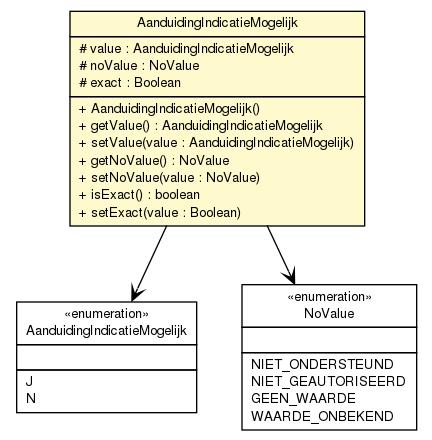 AanduidingIndicatieMogelijk
# value : AanduidingIndicatieMogelijk
# noValue : NoValue
# exact : Boolean
+ AanduidingIndicatieMogelijk()
+ getValue() : AanduidingIndicatieMogelijk
+ setValue(value : AanduidingIndicatieMogelijk)
+ getNoValue() : NoValue
+ setNoValue(value : NoValue)
+ isExact() : boolean
+ setExact(value : Boolean)
«enumeration»
AanduidingIndicatieMogelijk
J
N
«enumeration»
NoValue
NIET_ONDERSTEUND
NIET_GEAUTORISEERD
GEEN_WAARDE
WAARDE_ONBEKEND